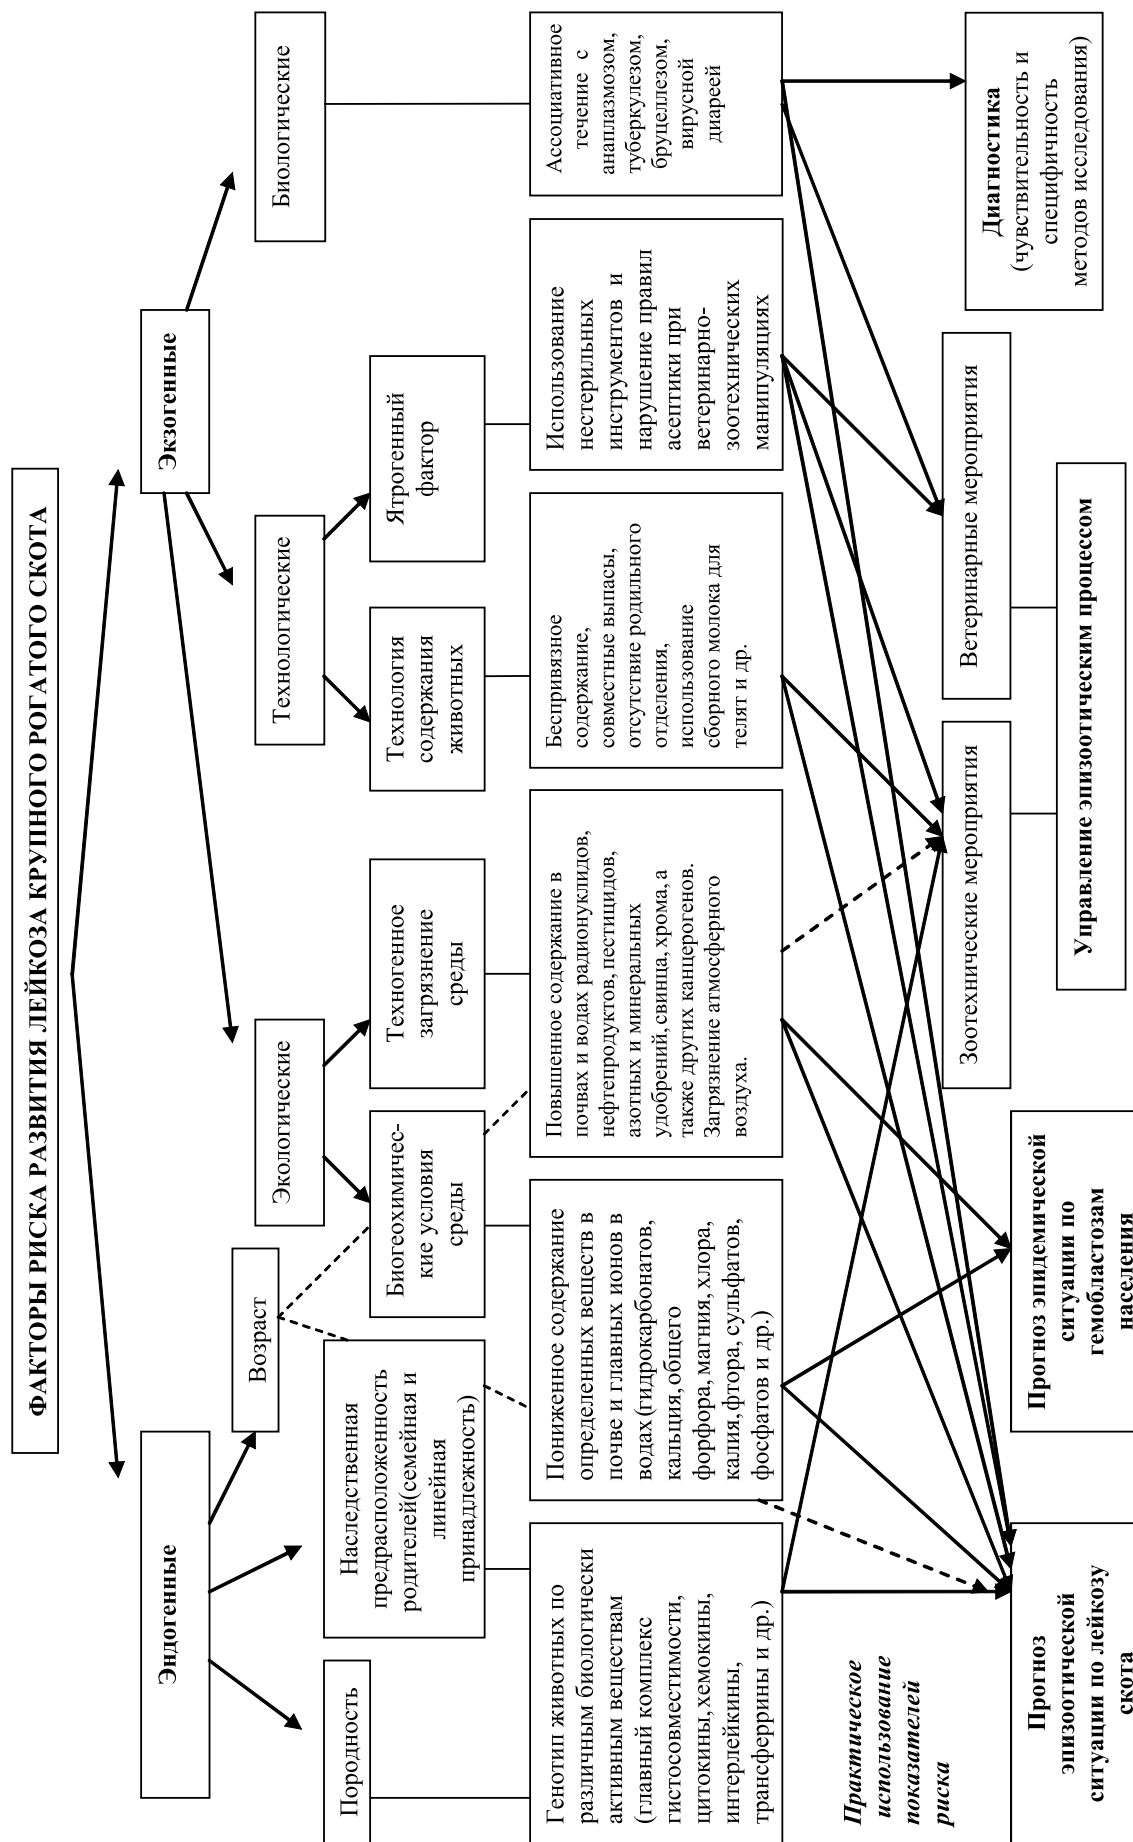 ФАКТОРЫ РИСКА РАЗВИТИЯ ЛЕЙКОЗА КРУПНОГО РОГАТОГО СКОТА
Эндогенные
Экзогенные
Породность
Наследственная
предрасположенность
родителей(семейная и
линейная
принадлежность)
Возраст
Экологические
Технологические
Биологические
Биогеохимичес-
кие условия
среды
Техногенное
загрязнение
среды
Технология
содержания
животных
Ятрогенный
фактор
Генотип животных по
различным биологически
активным веществам
(главный комплекс
гистосовместимости,
цитокины,хемокины,
интерлейкины,
трансферрины и др.)
Пониженное содержание
определенных веществ в
почве и главных ионов в
водах (гидрокарбонатов,
кальция,общего
форфора, магния, хлора,
калия,фтора,сульфатов,
фосфатов и др.)
Повышенное содержание в
почвах и водах радионуклидов,
нефтепродуктов, пестицидов,
азотных и минеральных
удобрений, свинца, хрома, а
также других канцерогенов.
Загрязнение атмосферного
воздуха.
Беспривязное
содержание,
совместные выпасы,
отсутствие родильного
отделения,
использование
сборного молока для
телят и др.
Использование
нестерильных
инструментов и
нарушение правил
асептики при
ветеринарно-
зоотехнических
манипуляциях
Ассоциативное
течение с
анаплазмозом,
туберкулезом,
бруцеллезом,
вирусной
диареей
Практическое
использование
показателей
риска
Прогноз
эпизоотической
ситуации по лейкозу
скота
Прогноз эпидемической
ситуации по
гемобластозам
населения
Зоотехнические мероприятия
Ветеринарные мероприятия
Диагностика
(чувствительность и
специфичность
методов исследования)
Управление эпизоотическим процессом